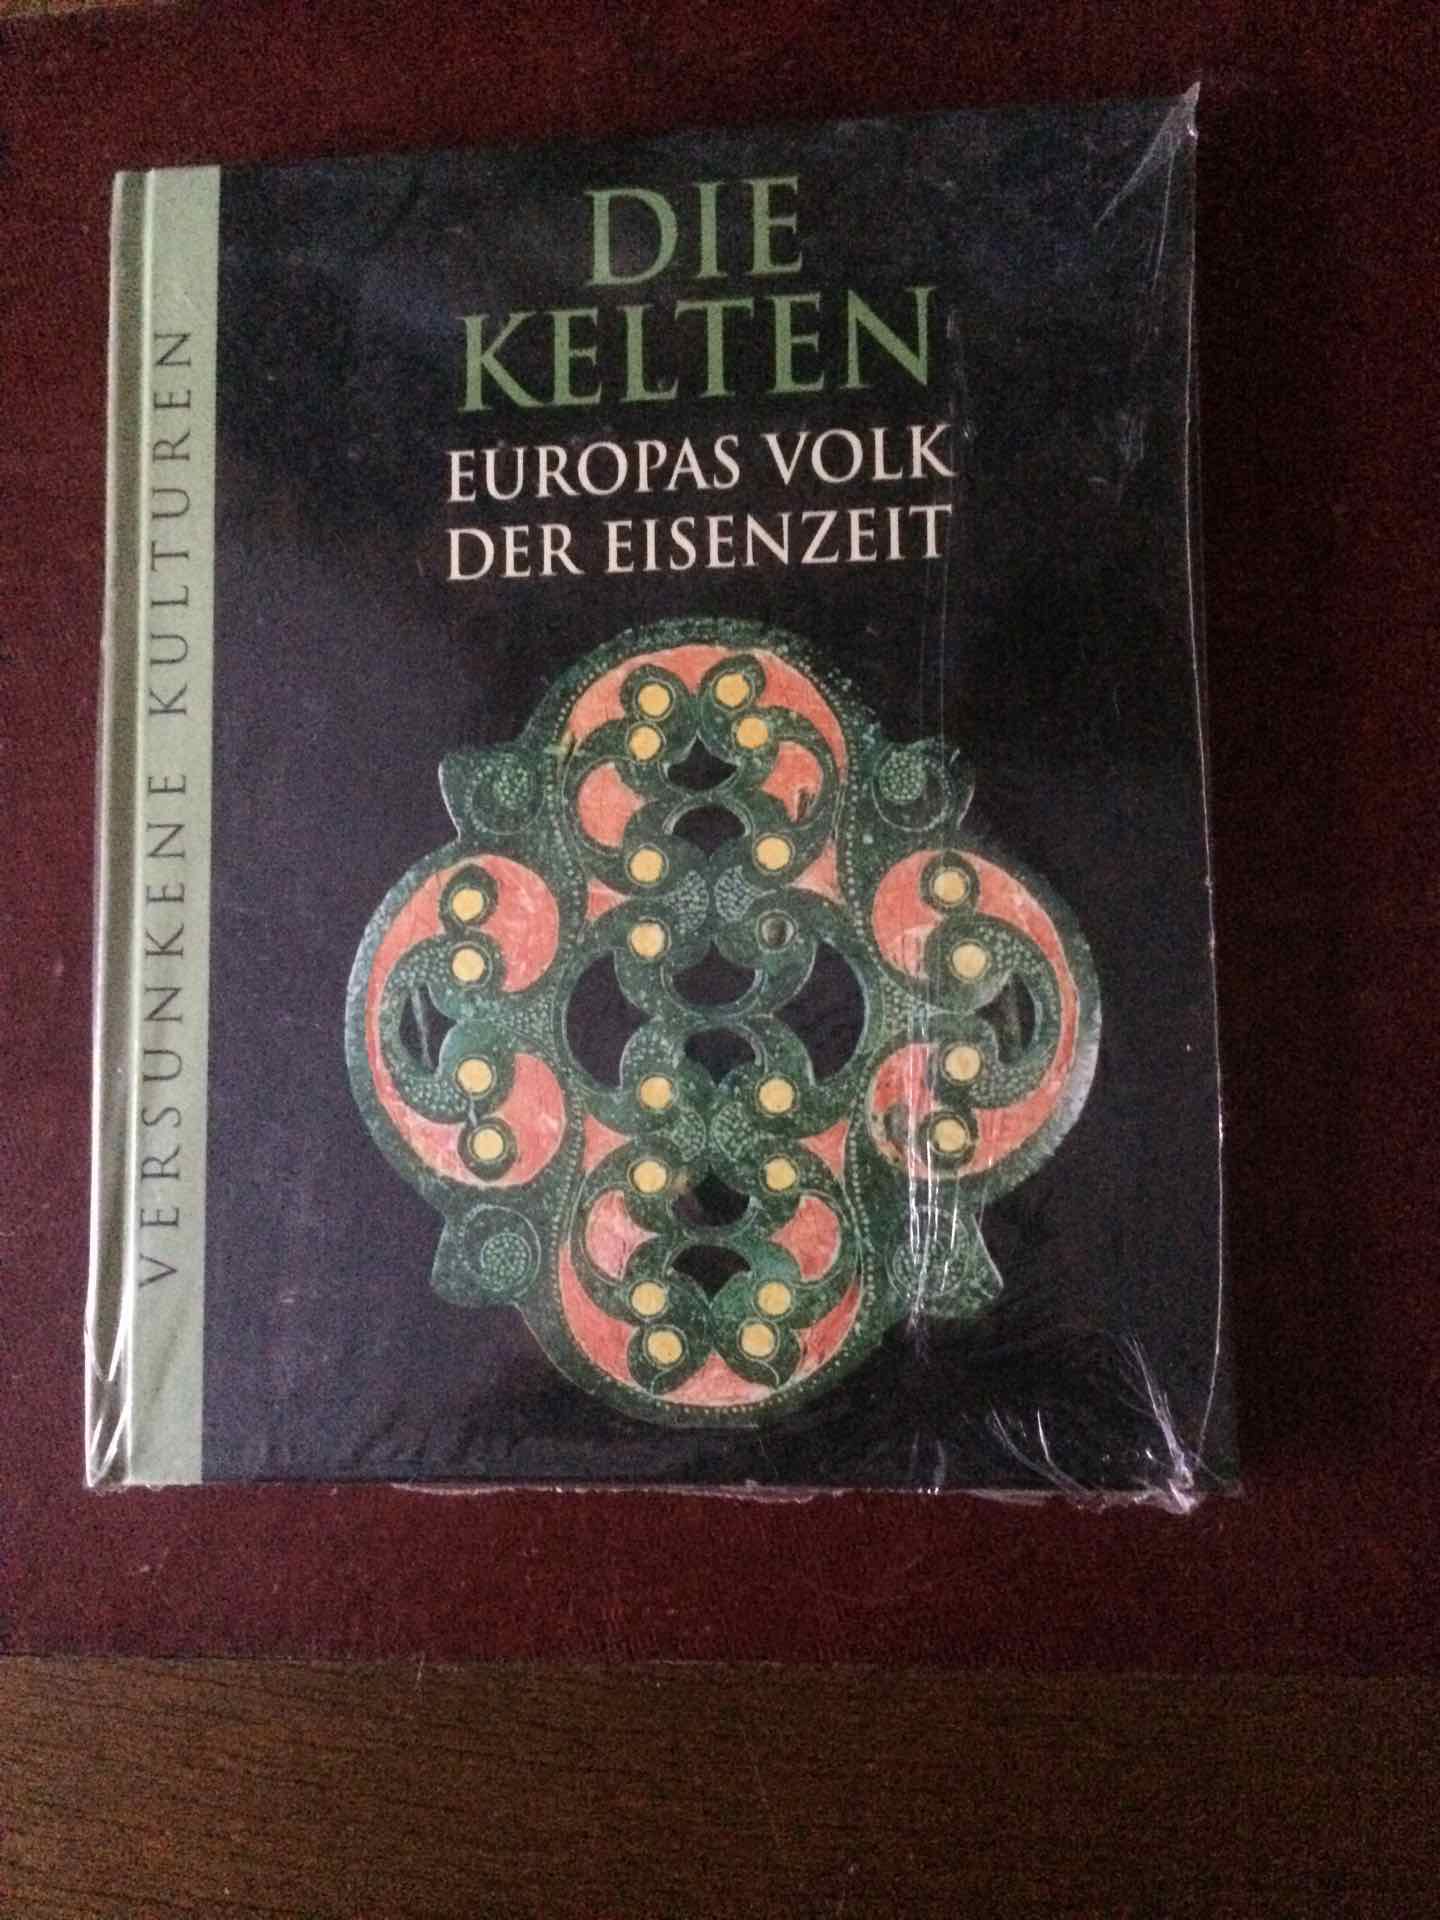 DIE
KELTEN
EUROPAS VOLK
DER EISENZEIT
VERSUNKENE KULTUREN